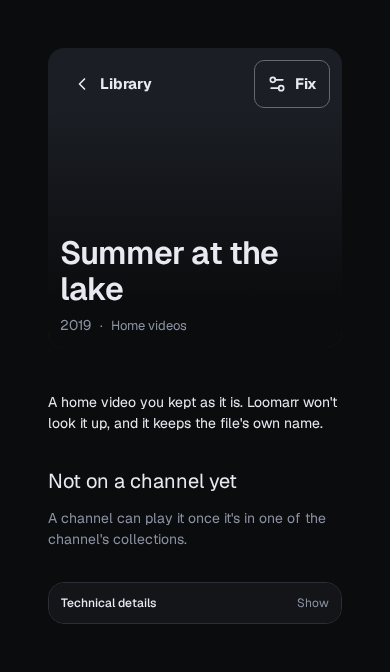 Library
Fix
Summer at the
lake
2019 · Home videos
A home video you kept as it is. Loomarr won't
look it up, and it keeps the file's own name.
Not on a channel yet
A channel can play it once it's in one of the
channel's collections.
Technical details
Show